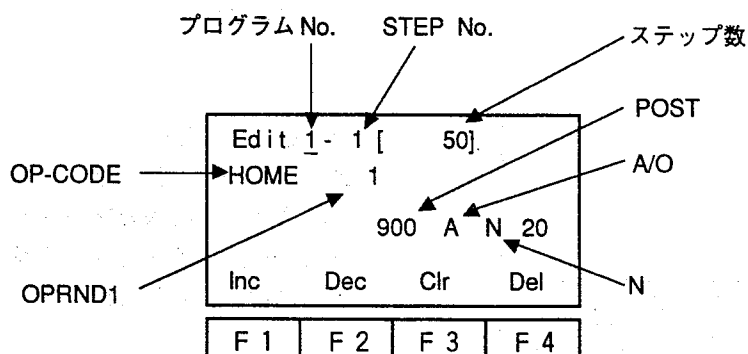 プログラム No. STEP No. ステップ数
POST
Edit 1 - 1 [ 50].
OP-CODE HOME 1 A/O
900 A N 20
OPRND1 Inc Dec Clr Del N
F 1 F 2 F 3 F 4